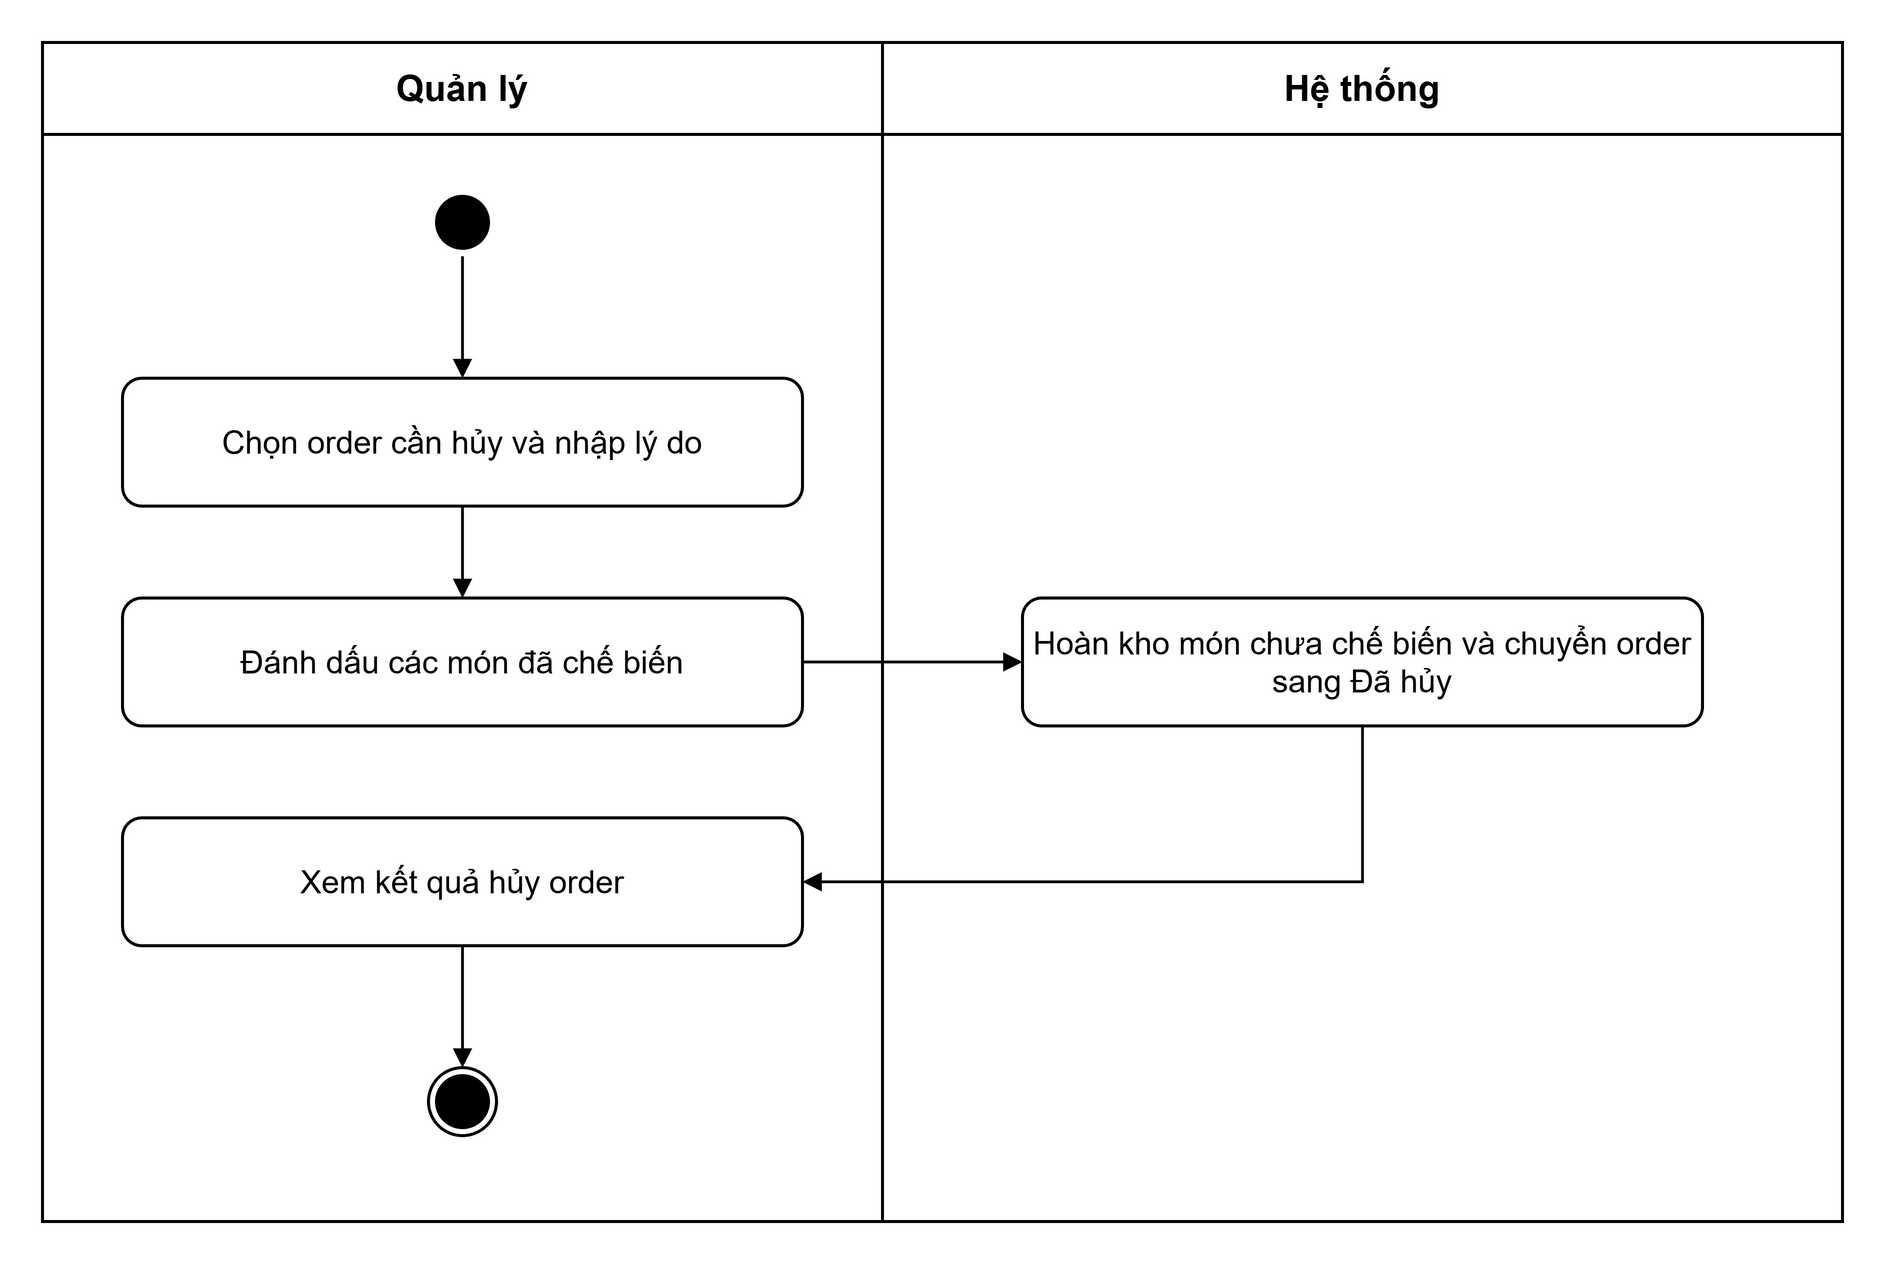 Quản lý
Hệ thống
Chọn order cần hủy và nhập lý do
Đánh dấu các món đã chế biến
Hoàn kho món chưa chế biến và chuyển order
sang Đã hủy
Xem kết quả hủy order